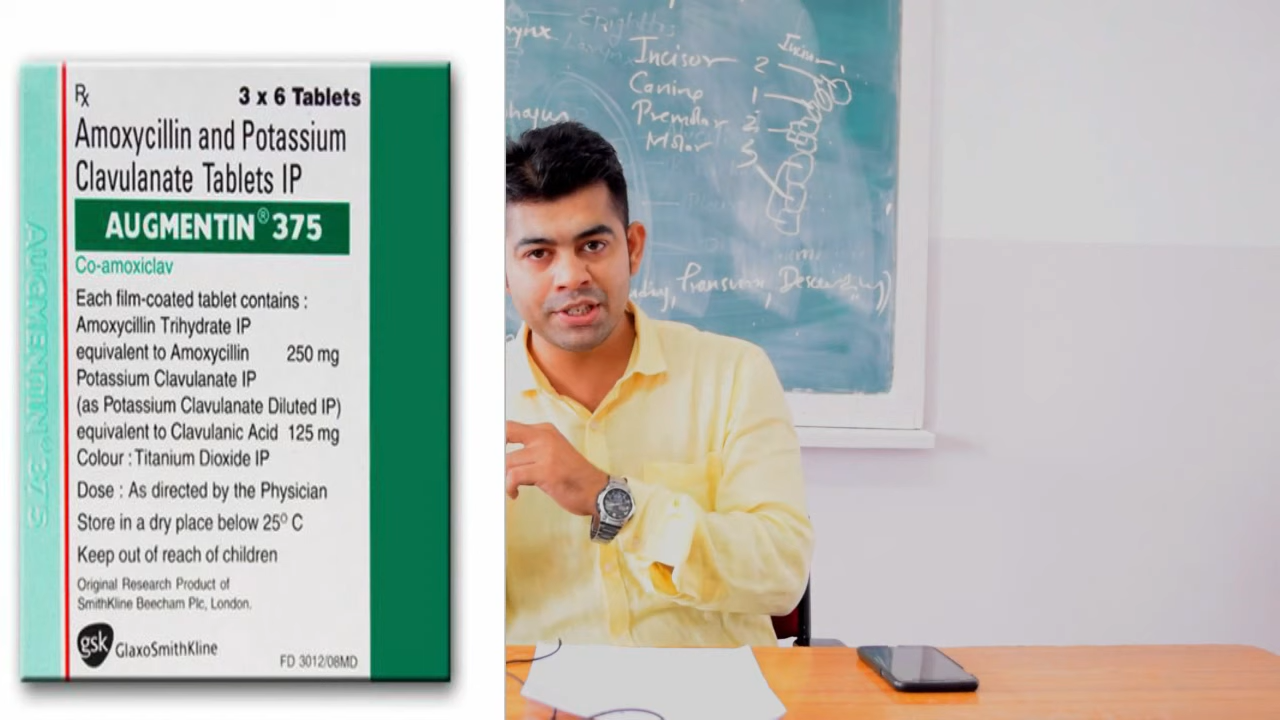 Rx
3 x 6 Tablets
Amoxycillin and Potassium
Clavulanate Tablets IP
AUGMENTIN® 375
Co-amoxiclav
Each film-coated tablet contains :
Amoxycillin Trihydrate IP
equivalent to Amoxycillin 250 mg
Potassium Clavulanate IP
(as Potassium Clavulanate Diluted IP)
equivalent to Clavulanic Acid 125 mg
Colour : Titanium Dioxide IP
Dose : As directed by the Physician
Store in a dry place below 25⁰ C
Keep out of reach of children
Original Research Product of
SmithKline Beecham Plc, London.
gsk GlaxoSmithKline
FD 3012/08MD
AUGMENTIN® 375
Incisor 2
Canine 1
Premolar 2
Molar 3
Transverse, Descending)